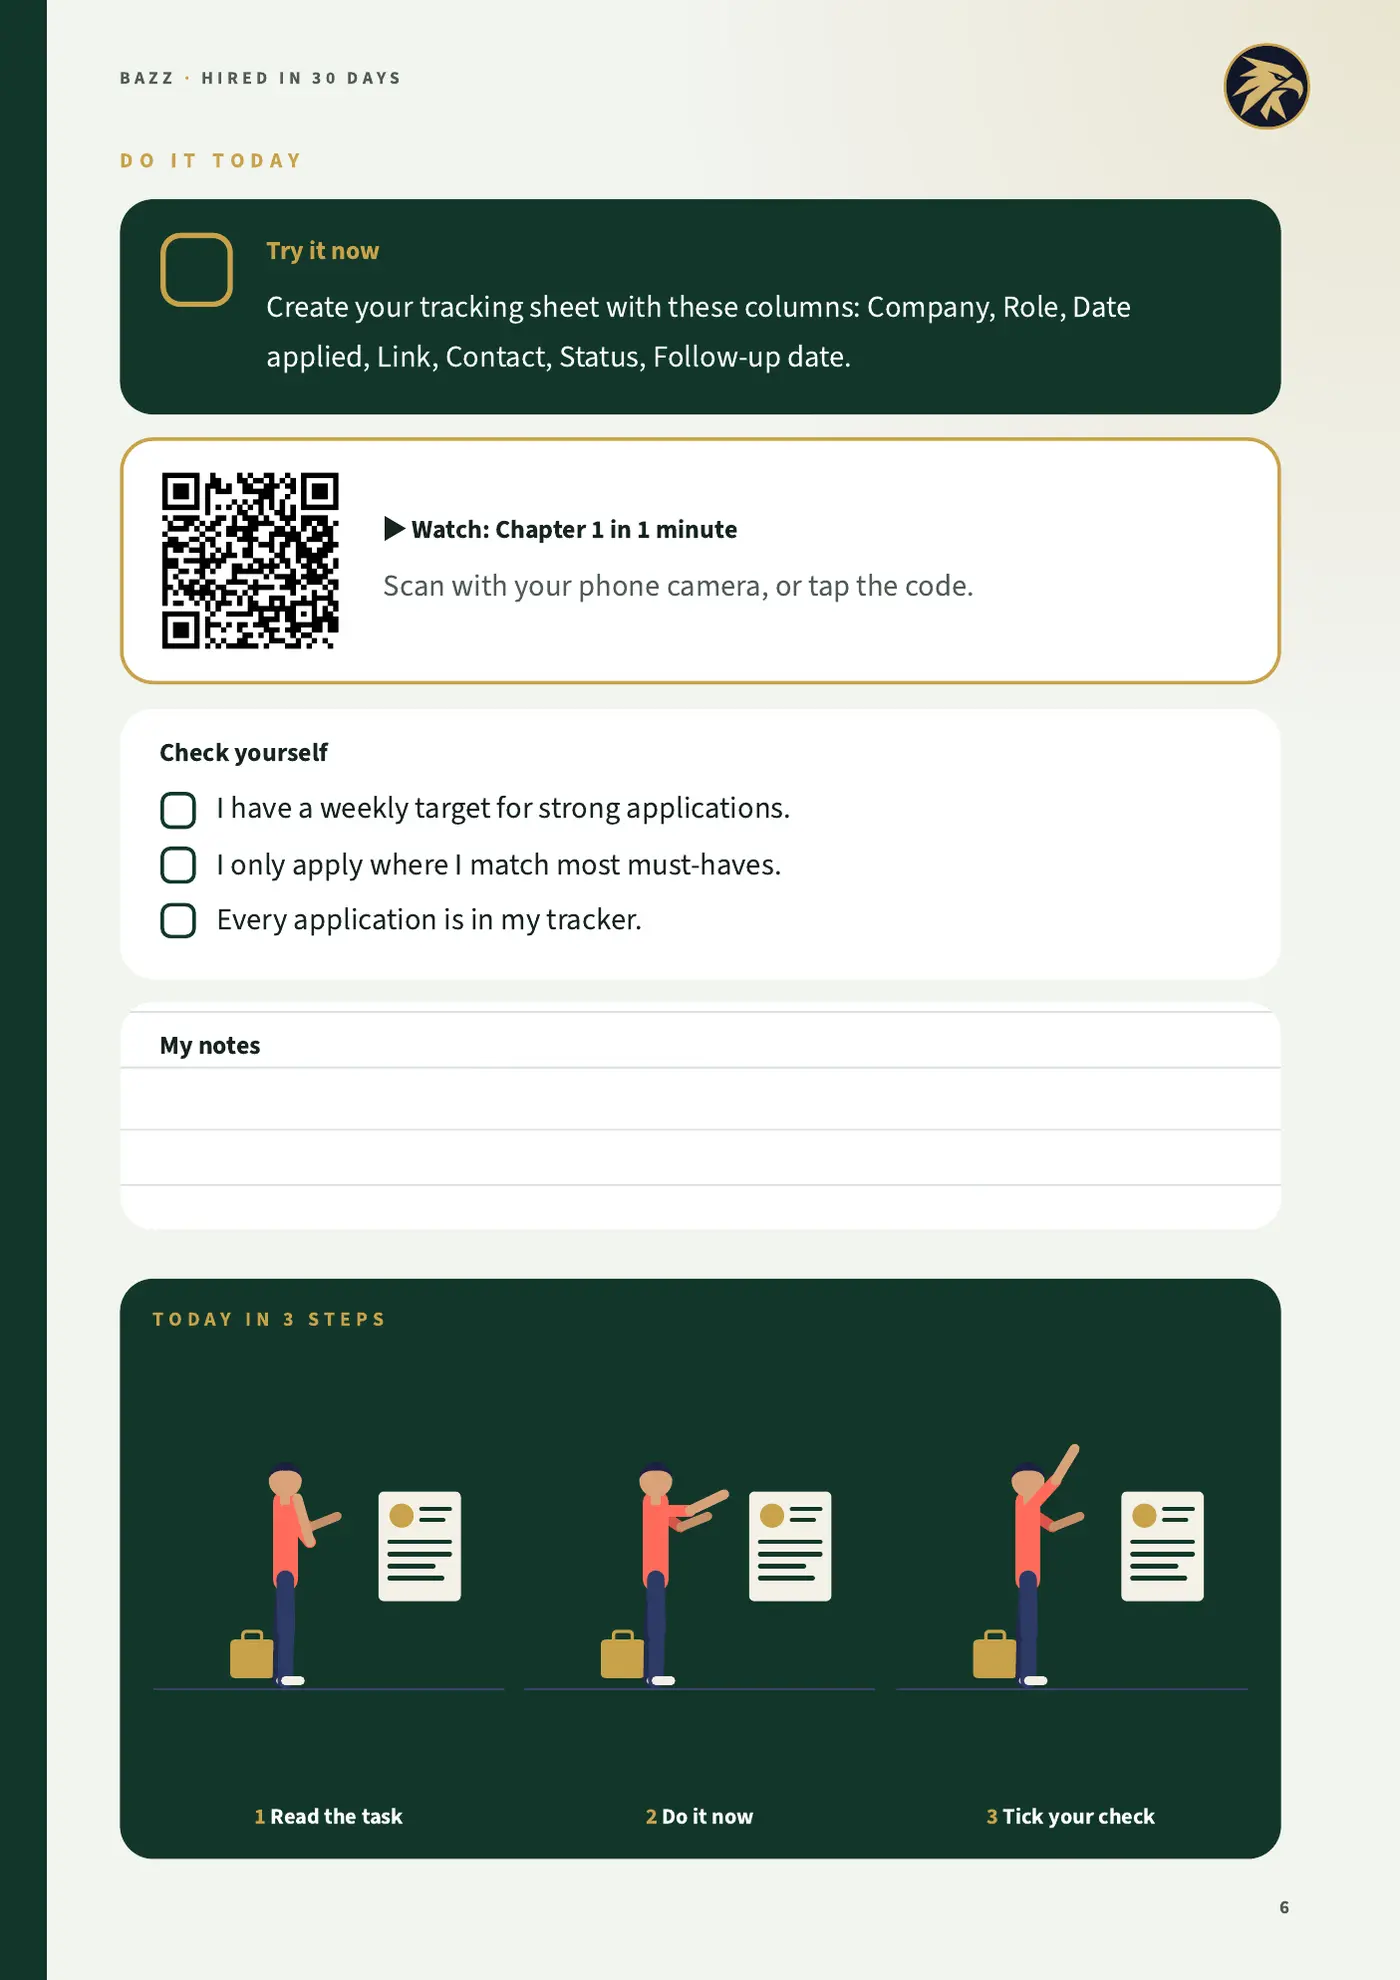 BAZZ · HIRED IN 30 DAYS
DO IT TODAY
Try it now
Create your tracking sheet with these columns: Company, Role, Date
applied, Link, Contact, Status, Follow-up date.
▶ Watch: Chapter 1 in 1 minute
Scan with your phone camera, or tap the code.
Check yourself
I have a weekly target for strong applications.
I only apply where I match most must-haves.
Every application is in my tracker.
My notes
TODAY IN 3 STEPS
1 Read the task
2 Do it now
3 Tick your check
6